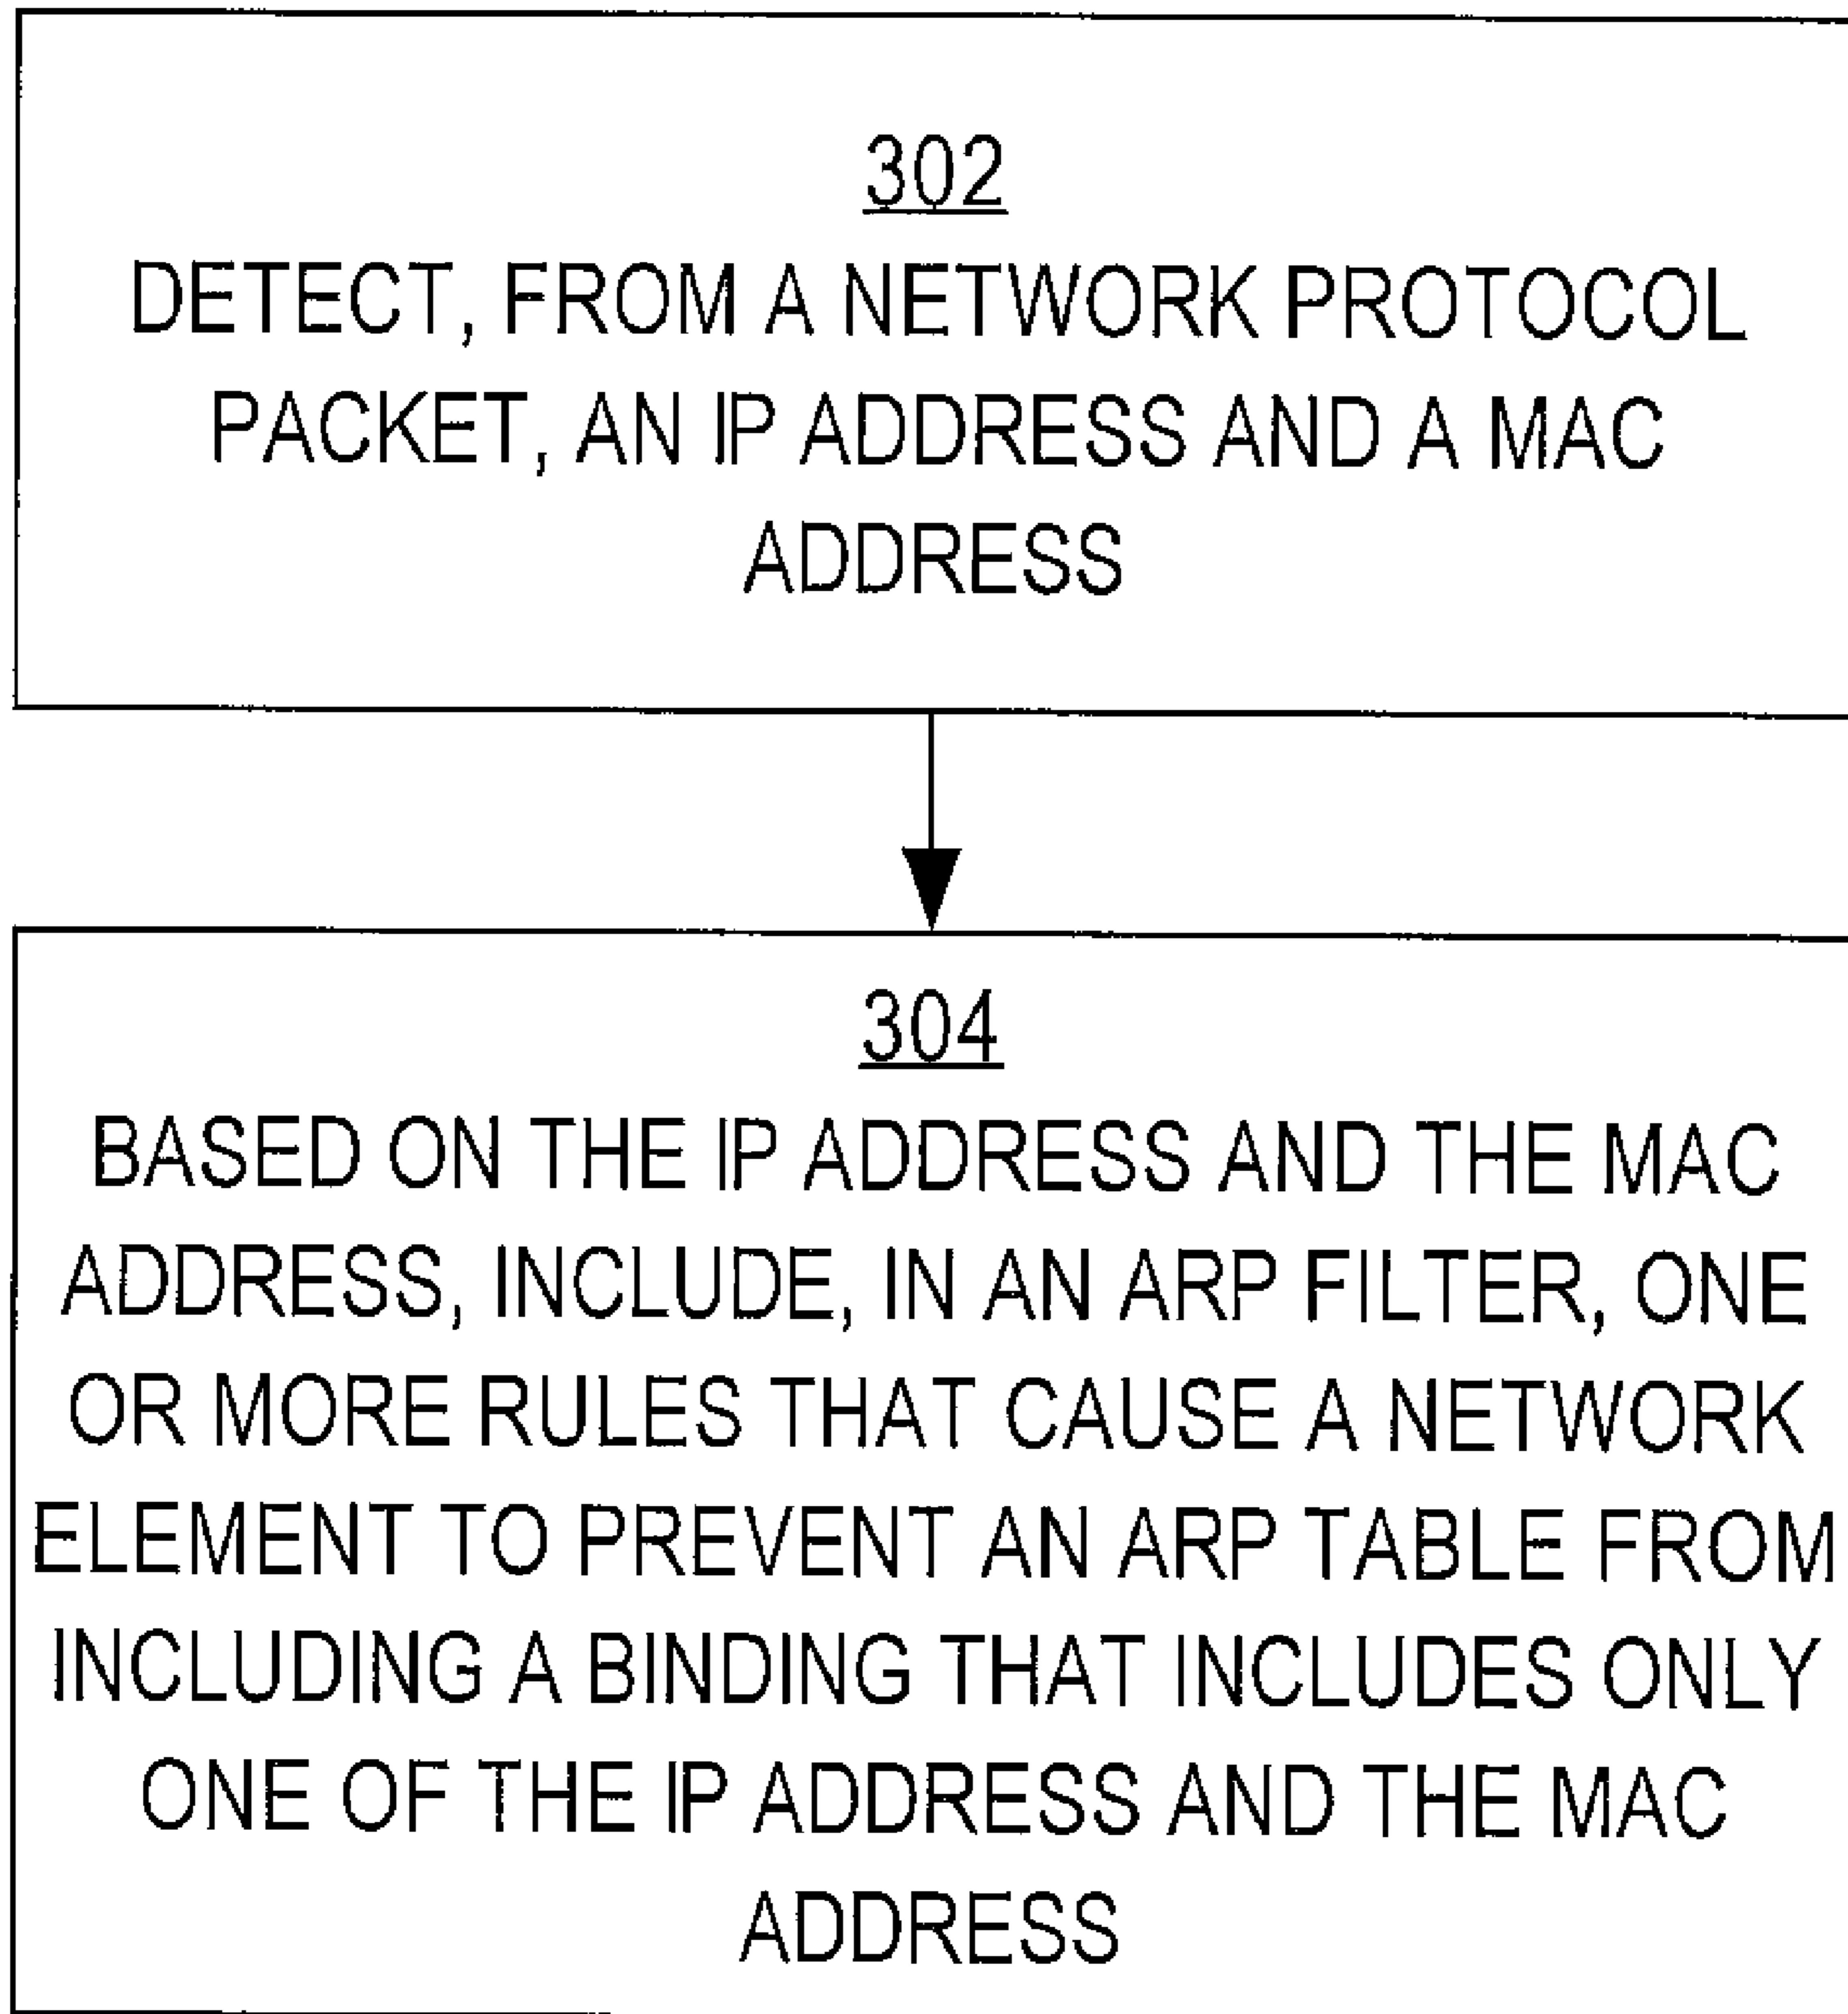 302
DETECT, FROM A NETWORK PROTOCOL
PACKET, AN IP ADDRESS AND A MAC
ADDRESS
304
BASED ON THE IP ADDRESS AND THE MAC
ADDRESS, INCLUDE, IN AN ARP FILTER, ONE
OR MORE RULES THAT CAUSE A NETWORK
ELEMENT TO PREVENT AN ARP TABLE FROM
INCLUDING A BINDING THAT INCLUDES ONLY
ONE OF THE IP ADDRESS AND THE MAC
ADDRESS